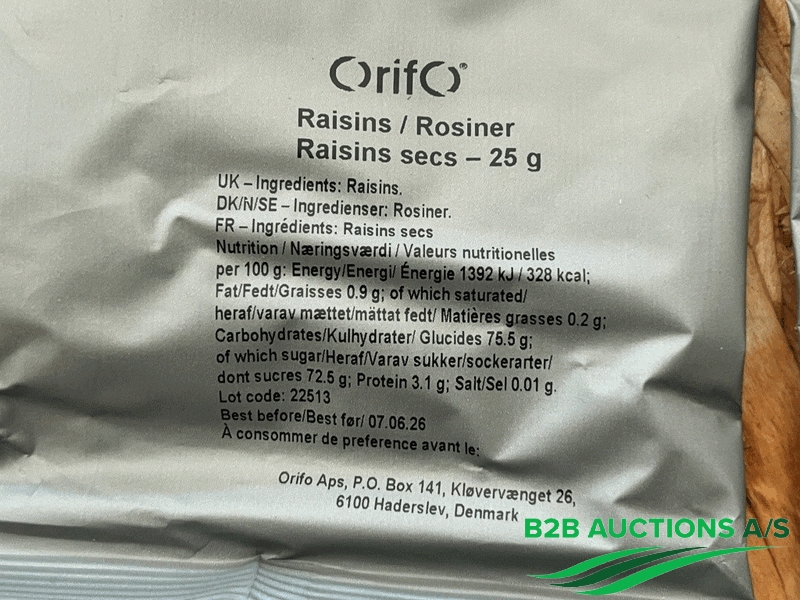 OrifO®
Raisins / Rosiner
Raisins secs – 25 g
UK – Ingredients: Raisins.
DK/N/SE – Ingredienser: Rosiner.
FR – Ingrédients: Raisins secs
Nutrition / Næringsværdi / Valeurs nutritionelles
per 100 g: Energy/Energi/ Énergie 1392 kJ / 328 kcal;
Fat/Fedt/Graisses 0.9 g; of which saturated/
heraf/varav mættet/mättat fedt/ Matières grasses 0.2 g;
Carbohydrates/Kulhydrater/ Glucides 75.5 g;
of which sugar/Heraf/Varav sukker/sockerarter/
dont sucres 72.5 g; Protein 3.1 g; Salt/Sel 0.01 g.
Lot code: 22513
Best before/Best før/ 07.06.26
À consommer de preference avant le:
Orifo Aps, P.O. Box 141, Kløvervænget 26,
6100 Haderslev, Denmark
B2B AUCTIONS A/S